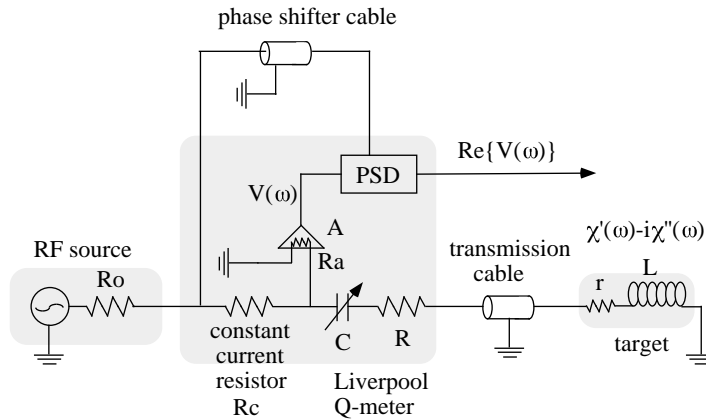 phase shifter cable
Re{V(ω)}
PSD
V(ω)
A
Ra
RF source
Ro
transmission
cable
χ'(ω)-iχ"(ω)
L
r
target
constant
current
resistor
Rc
C
R
Liverpool
Q-meter